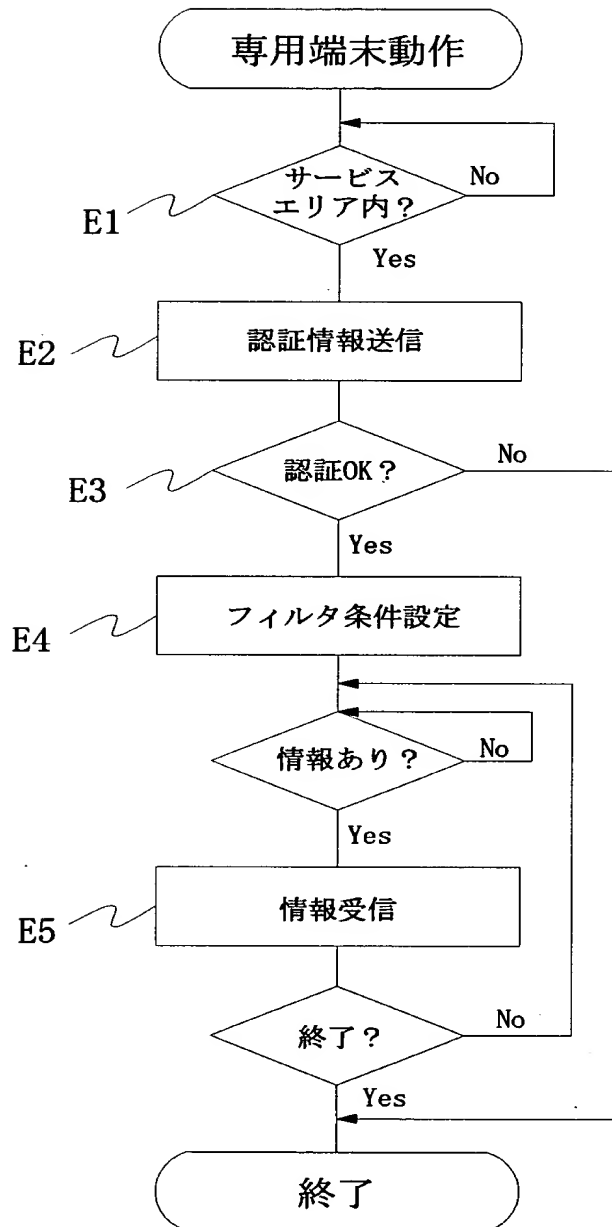 専用端末動作
サービス
エリア内?
No
E1
Yes
認証情報送信
E2
認証OK?
No
E3
Yes
フィルタ条件設定
E4
情報あり?
No
Yes
情報受信
E5
終了?
No
Yes
終了